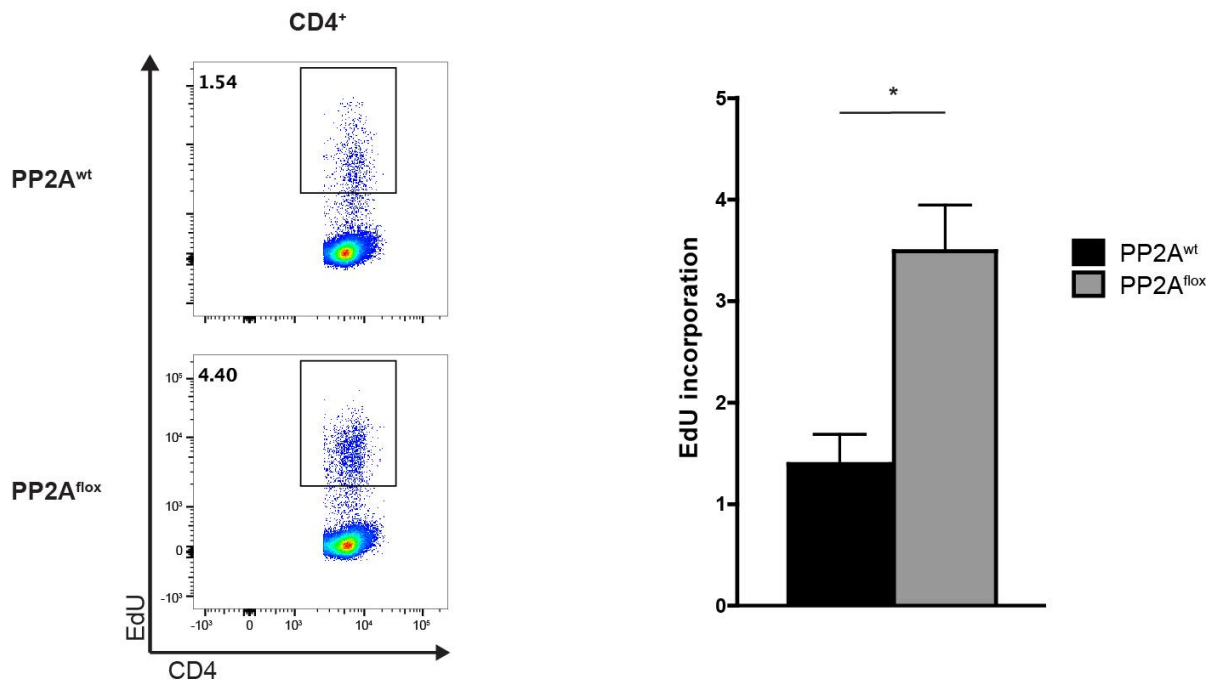 CD4⁺
PP2Aʷᵗ
1.54
PP2Aᶠˡᵒˣ
4.40
10⁵
10⁴
10³
0
-10³
-10³ 0 10³ 10⁴ 10⁵
EdU
CD4
EdU incorporation
5
4
3
2
1
0
*
PP2Aʷᵗ
PP2Aᶠˡᵒˣ